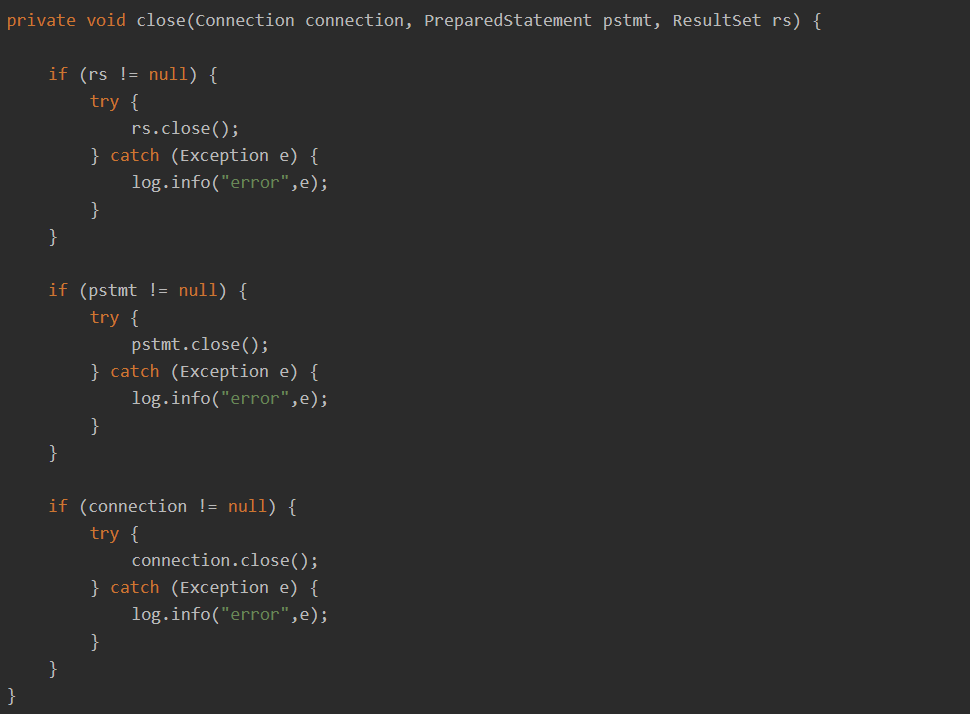 private void close(Connection connection, PreparedStatement pstmt, ResultSet rs) {
if (rs != null) {
try {
rs.close();
} catch (Exception e) {
log.info("error",e);
}
}
if (pstmt != null) {
try {
pstmt.close();
} catch (Exception e) {
log.info("error",e);
}
}
if (connection != null) {
try {
connection.close();
} catch (Exception e) {
log.info("error",e);
}
}
}